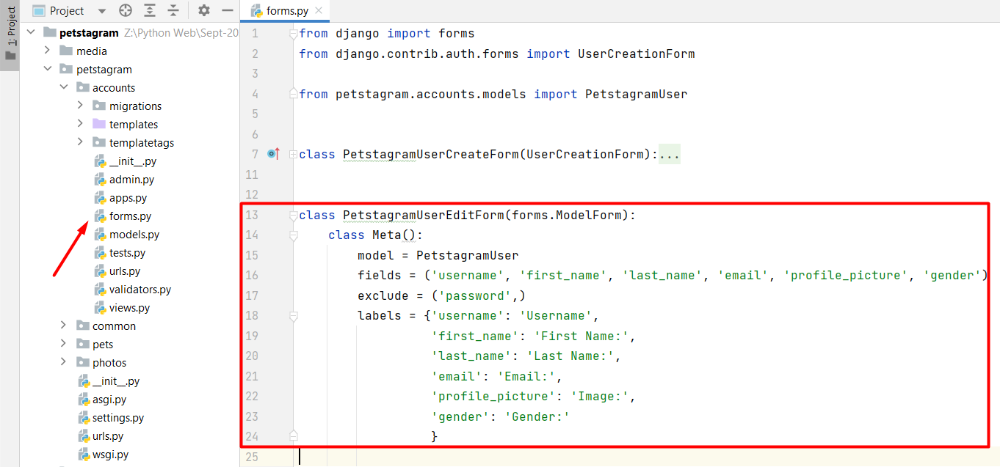 1: Project
Project
forms.py
petstagram Z:\Python Web\Sept-20
media
petstagram
accounts
migrations
templates
templatetags
__init__.py
admin.py
apps.py
forms.py
models.py
tests.py
urls.py
validators.py
views.py
common
pets
photos
__init__.py
asgi.py
settings.py
urls.py
wsgi.py
1 from django import forms
2 from django.contrib.auth.forms import UserCreationForm
3
4 from petstagram.accounts.models import PetstagramUser
5
6
7 class PetstagramUserCreateForm(UserCreationForm):...
11
12
13 class PetstagramUserEditForm(forms.ModelForm):
14 class Meta():
15 model = PetstagramUser
16 fields = ('username', 'first_name', 'last_name', 'email', 'profile_picture', 'gender')
17 exclude = ('password',)
18 labels = {'username': 'Username',
19 'first_name': 'First Name:',
20 'last_name': 'Last Name:',
21 'email': 'Email:',
22 'profile_picture': 'Image:',
23 'gender': 'Gender:'
24 }
25